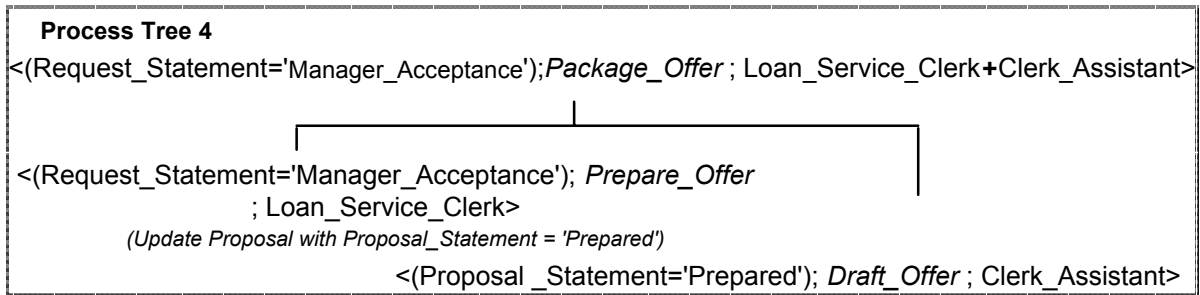 Process Tree 4
<(Request_Statement='Manager_Acceptance');Package_Offer ; Loan_Service_Clerk+Clerk_Assistant>
<(Request_Statement='Manager_Acceptance'); Prepare_Offer
; Loan_Service_Clerk>
(Update Proposal with Proposal_Statement = 'Prepared')
<(Proposal _Statement='Prepared'); Draft_Offer ; Clerk_Assistant>